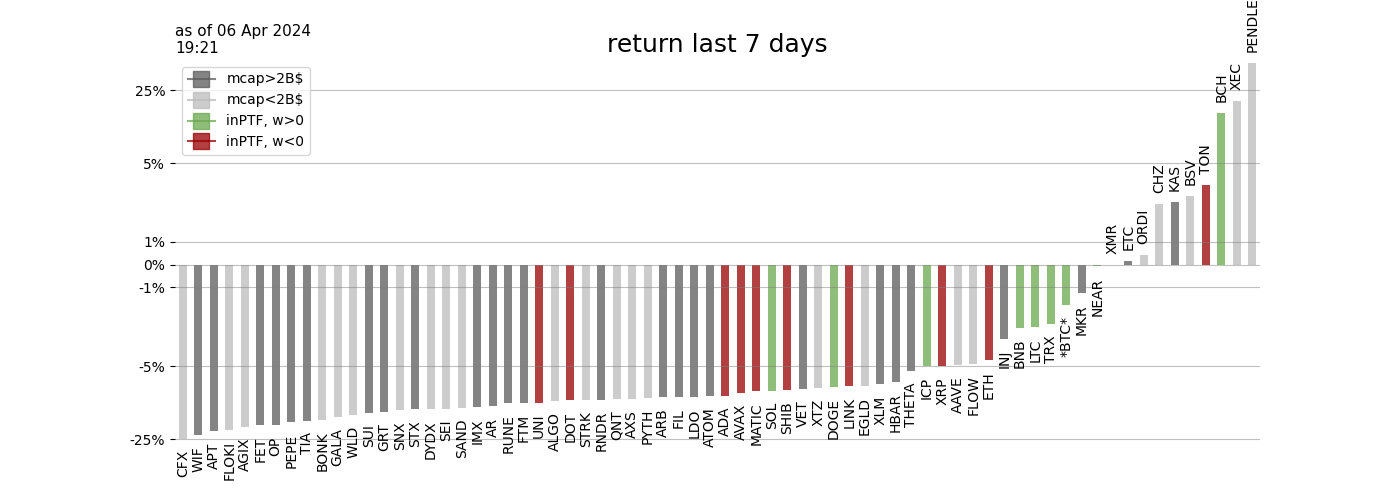 as of 06 Apr 2024
19:21
return last 7 days
mcap>2B$
mcap<2B$
inPTF, w>0
inPTF, w<0
25%
5%
1%
0%
-1%
-5%
-25%
CFX
WIF
APT
FLOKI
AGIX
FET
OP
PEPE
TIA
BONK
GALA
WLD
SUI
GRT
SNX
STX
DYDX
SEI
SAND
IMX
AR
RUNE
FTM
UNI
ALGO
DOT
STRK
RNDR
QNT
AXS
PYTH
ARB
FIL
LDO
ATOM
ADA
AVAX
MATIC
SOL
SHIB
VET
XTZ
DOGE
LINK
EGLD
XLM
HBAR
THETA
ICP
XRP
AAVE
FLOW
ETH
INJ
BNB
LTC
TRX
*BTC*
MKR
NEAR
XMR
ETC
ORDI
CHZ
KAS
BSV
TON
BCH
XEC
PENDLE